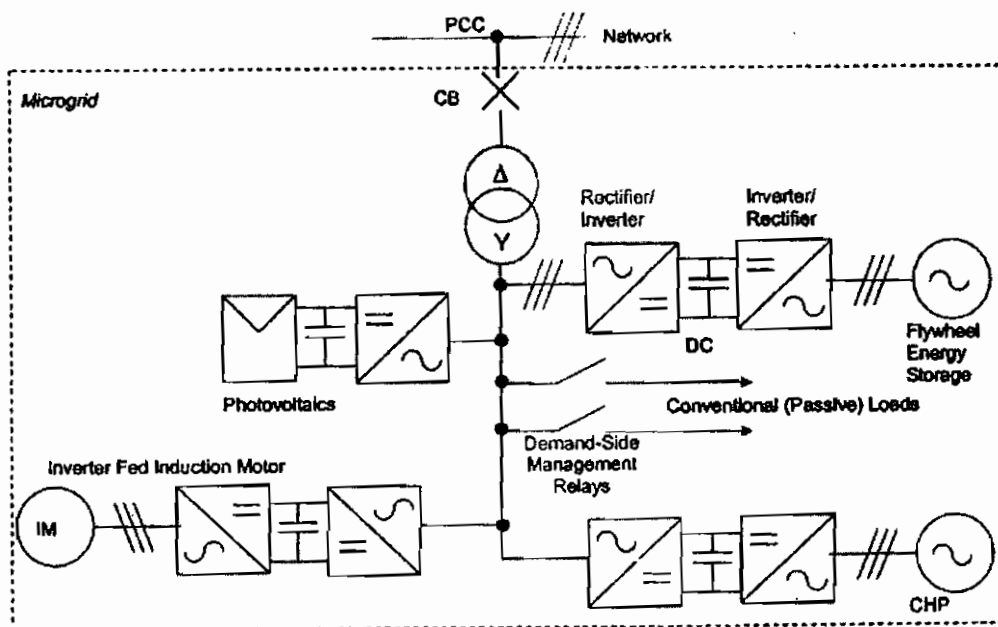 PCC
Network
Microgrid
CB
Δ
Y
Rectifier/
Inverter
Inverter/
Rectifier
DC
Flywheel
Energy
Storage
Photovoltaics
Conventional (Passive) Loads
Demand-Side
Management
Relays
Inverter Fed Induction Motor
IM
CHP